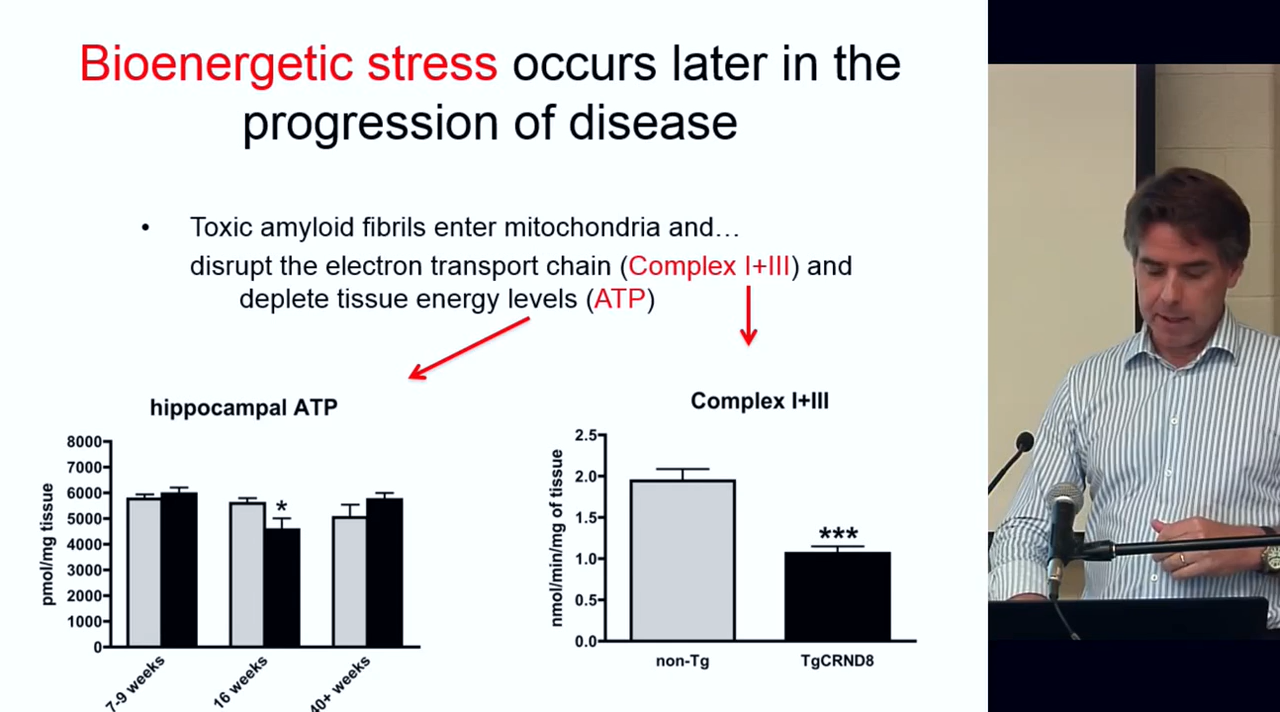 Bioenergetic stress occurs later in the
progression of disease
• Toxic amyloid fibrils enter mitochondria and…
disrupt the electron transport chain (Complex I+III) and
deplete tissue energy levels (ATP)
hippocampal ATP
8000
7000
6000
5000
4000
3000
2000
1000
0
pmol/mg tissue
*
7-9 weeks
16 weeks
40+ weeks
Complex I+III
2.5
2.0
1.5
1.0
0.5
0.0
nmol/min/mg of tissue
***
non-Tg
TgCRND8